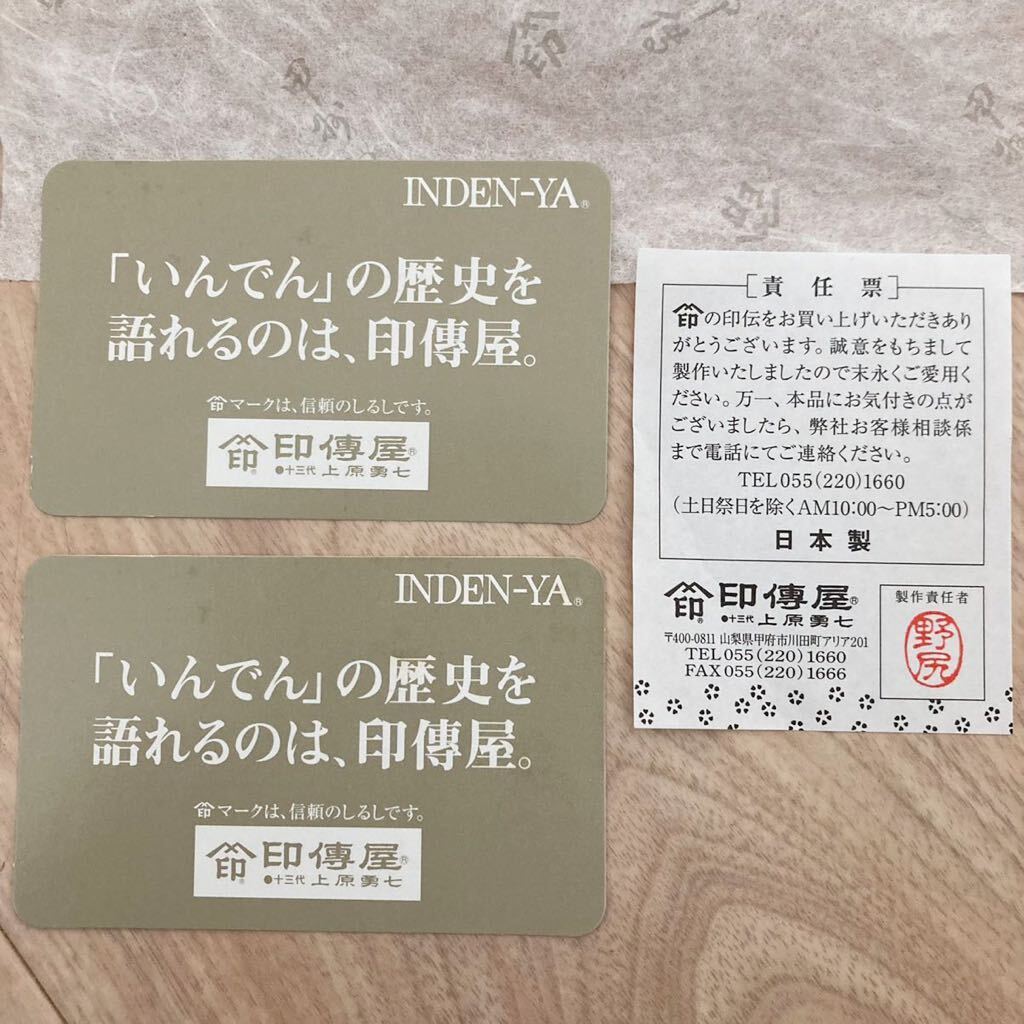 INDEN-YA®
「いんでん」の歴史を
語れるのは、印傳屋。
印マークは、信頼のしるしです。
印 印傳屋®
十三代 上原勇七
INDEN-YA®
「いんでん」の歴史を
語れるのは、印傳屋。
印マークは、信頼のしるしです。
印 印傳屋®
十三代 上原勇七
[責任票]
印の印伝をお買い上げいただきあり
がとうございます。誠意をもちまして
製作いたしましたので末永くご愛用く
ださい。万一、本品にお気付きの点が
ございましたら、弊社お客様相談係
まで電話にてご連絡ください。
TEL055(220)1660
(土日祭日を除くAM10:00〜PM5:00)
日本製
印 印傳屋®
十三代 上原勇七
〒400-0811 山梨県甲府市川田町アリア201
TEL055(220)1660
FAX055(220)1666
製作責任者
野尻